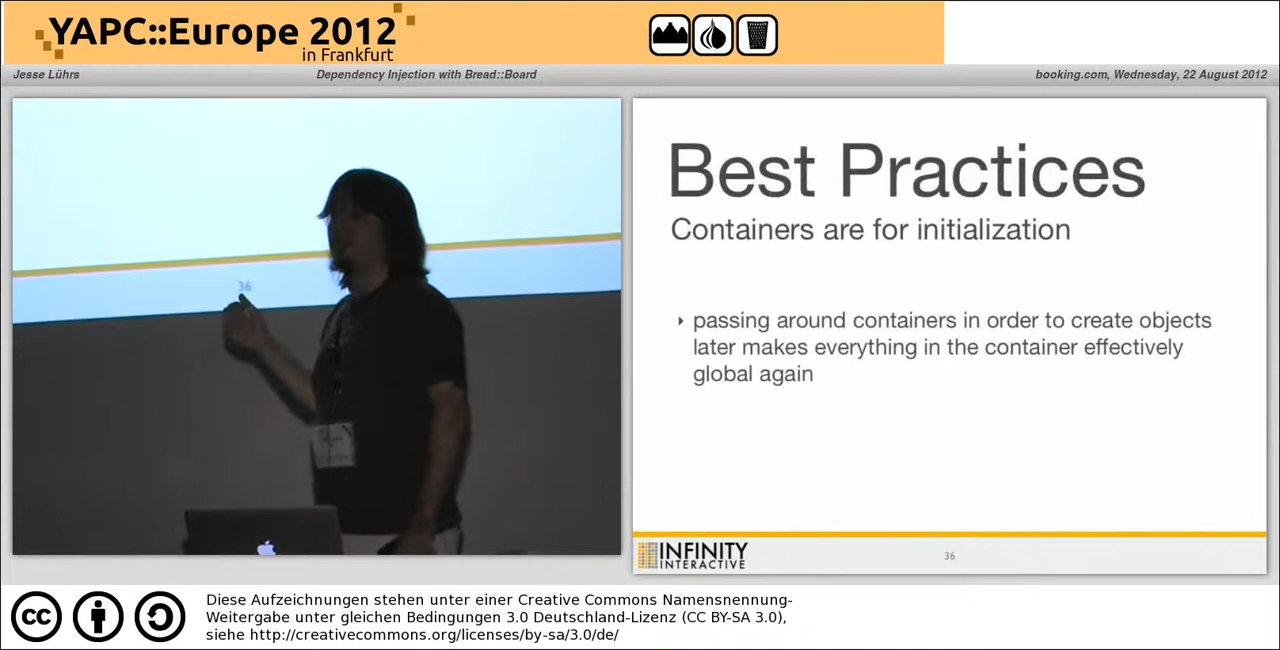 YAPC::Europe 2012
in Frankfurt
Jesse Lührs
Dependency Injection with Bread::Board
booking.com, Wednesday, 22 August 2012
36
Best Practices
Containers are for initialization
passing around containers in order to create objects
later makes everything in the container effectively
global again
INFINITY
INTERACTIVE
36
cc
Diese Aufzeichnungen stehen unter einer Creative Commons Namensnennung-
Weitergabe unter gleichen Bedingungen 3.0 Deutschland-Lizenz (CC BY-SA 3.0),
siehe http://creativecommons.org/licenses/by-sa/3.0/de/